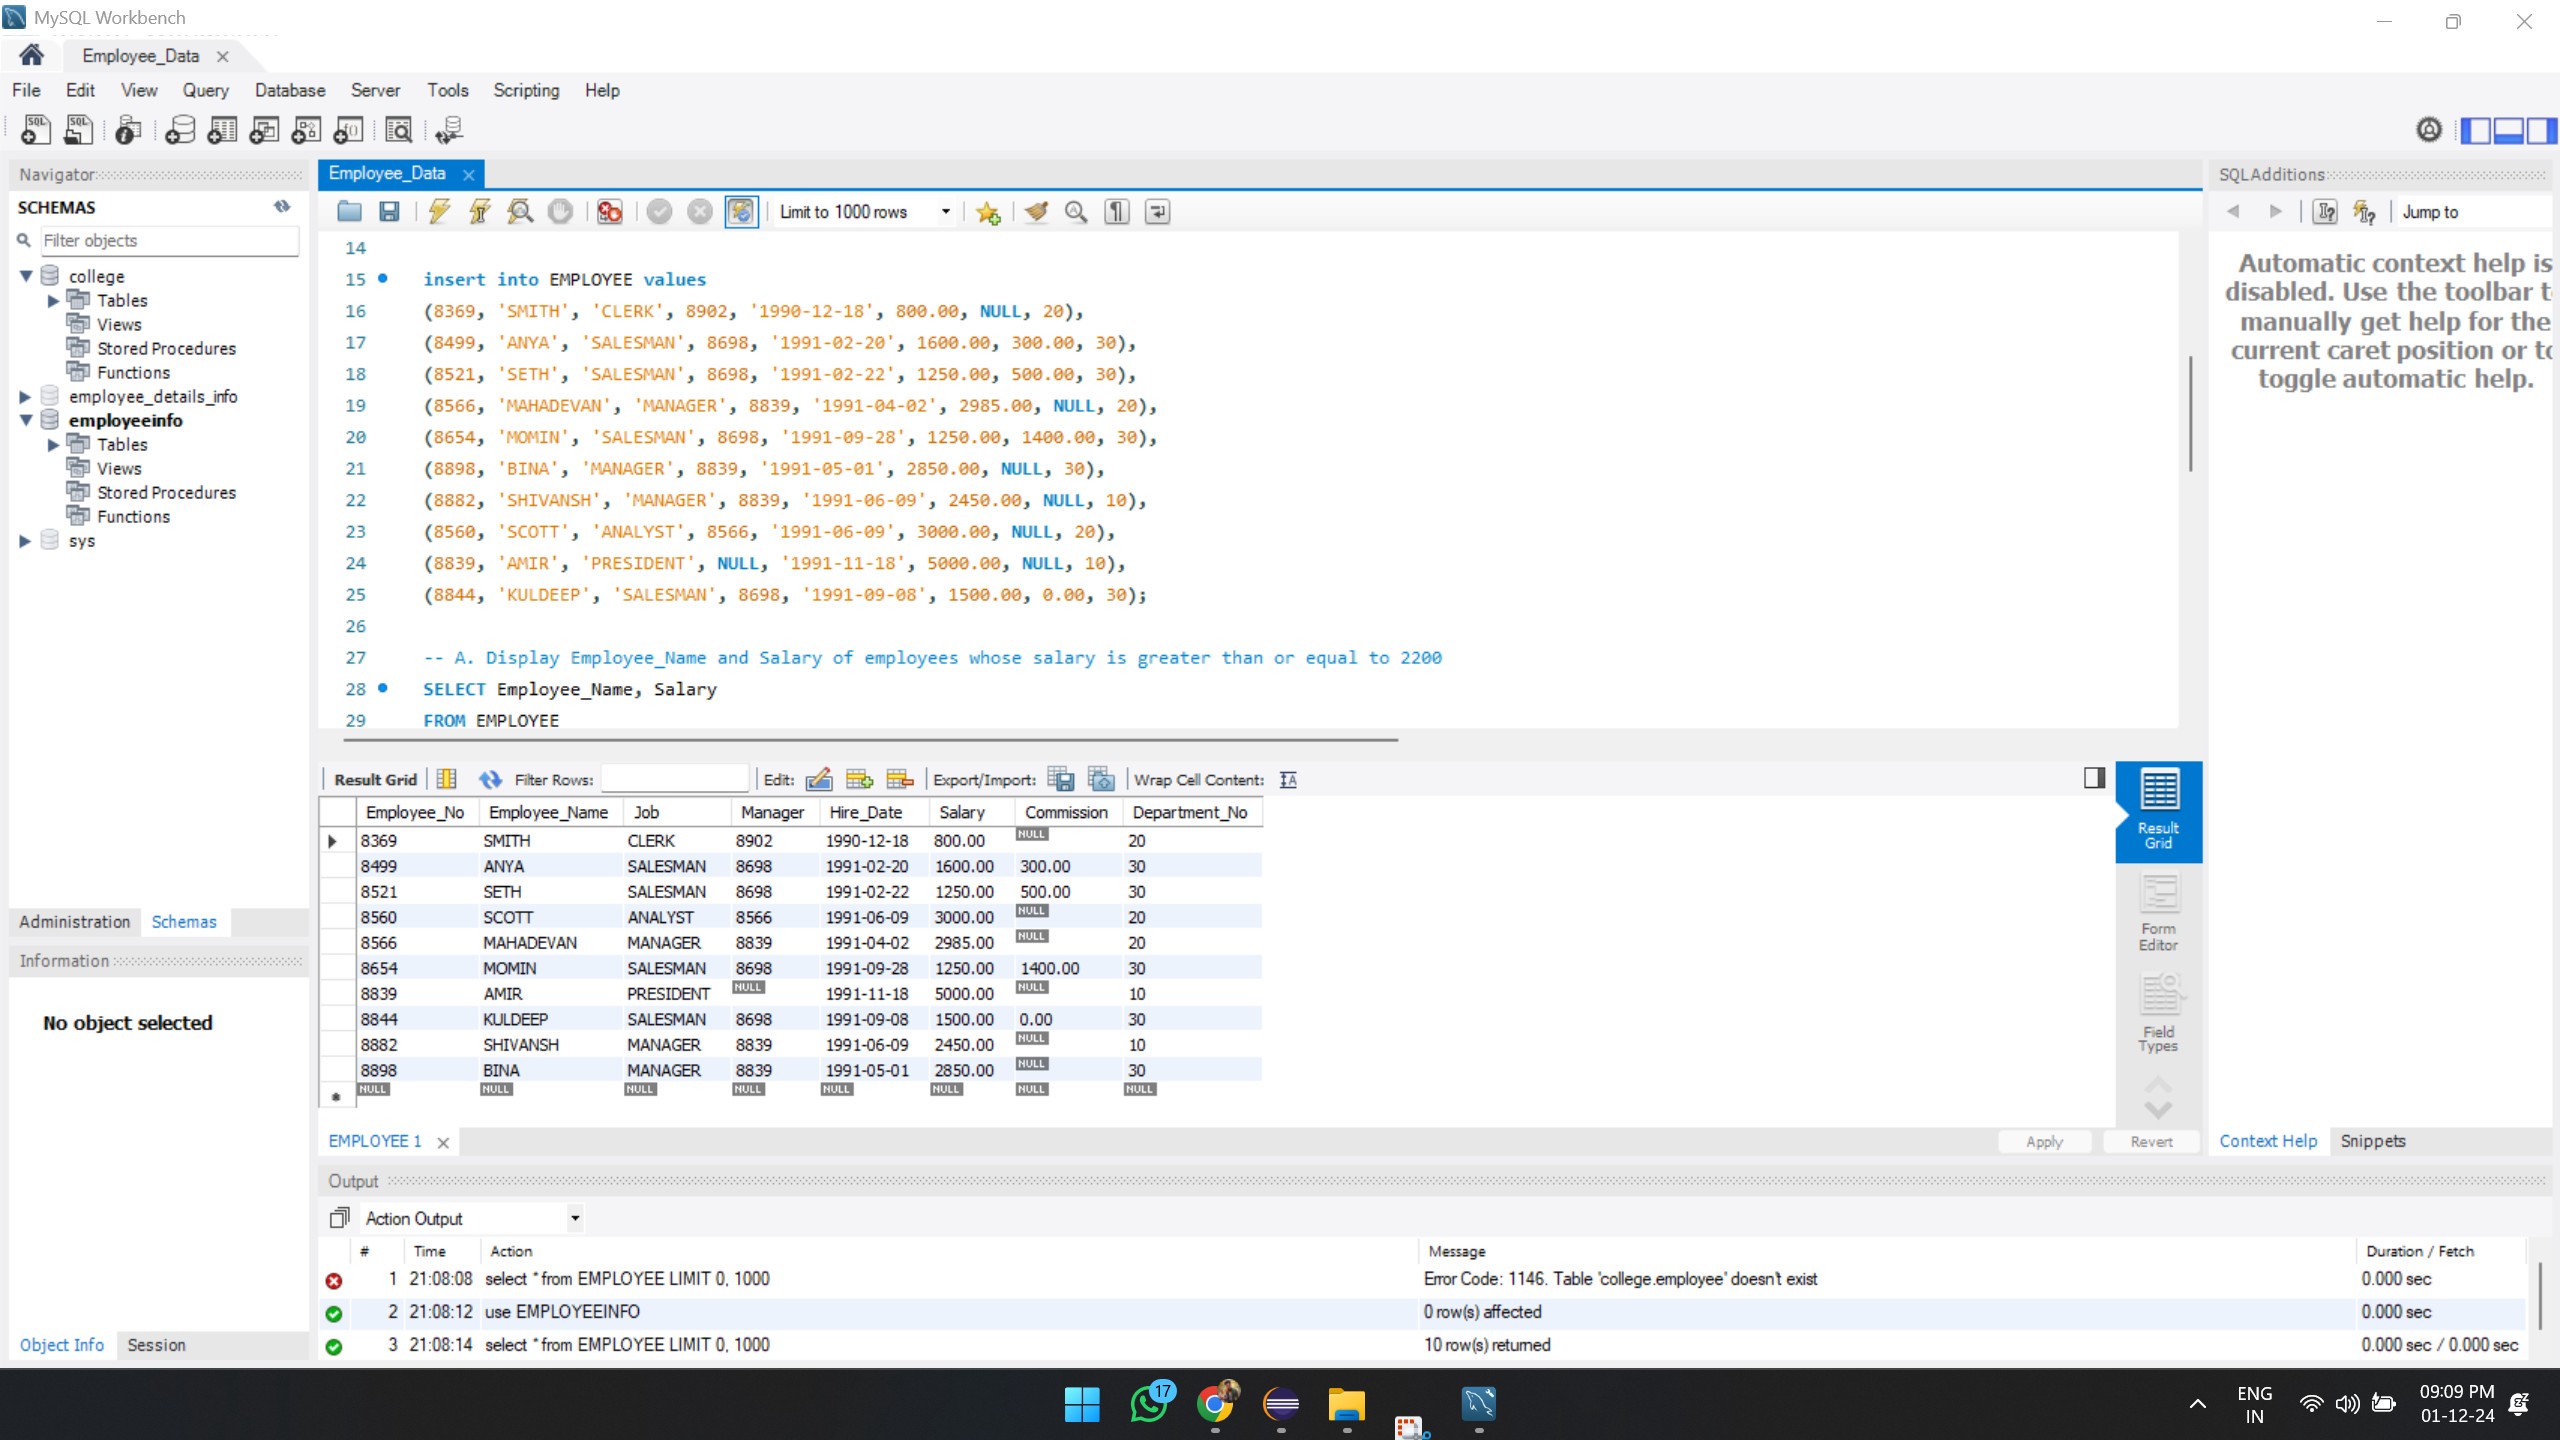 MySQL Workbench
Employee_Data
File Edit View Query Database Server Tools Scripting Help
Navigator
SCHEMAS
Filter objects
college
Tables
Views
Stored Procedures
Functions
employee_details_info
employeeinfo
Tables
Views
Stored Procedures
Functions
sys
Administration Schemas
Information
No object selected
Object Info Session
Employee_Data
Limit to 1000 rows
14
15 insert into EMPLOYEE values
16 (8369, 'SMITH', 'CLERK', 8902, '1990-12-18', 800.00, NULL, 20),
17 (8499, 'ANYA', 'SALESMAN', 8698, '1991-02-20', 1600.00, 300.00, 30),
18 (8521, 'SETH', 'SALESMAN', 8698, '1991-02-22', 1250.00, 500.00, 30),
19 (8566, 'MAHADEVAN', 'MANAGER', 8839, '1991-04-02', 2985.00, NULL, 20),
20 (8654, 'MOMIN', 'SALESMAN', 8698, '1991-09-28', 1250.00, 1400.00, 30),
21 (8898, 'BINA', 'MANAGER', 8839, '1991-05-01', 2850.00, NULL, 30),
22 (8882, 'SHIVANSH', 'MANAGER', 8839, '1991-06-09', 2450.00, NULL, 10),
23 (8560, 'SCOTT', 'ANALYST', 8566, '1991-06-09', 3000.00, NULL, 20),
24 (8839, 'AMIR', 'PRESIDENT', NULL, '1991-11-18', 5000.00, NULL, 10),
25 (8844, 'KULDEEP', 'SALESMAN', 8698, '1991-09-08', 1500.00, 0.00, 30);
26
27 -- A. Display Employee_Name and Salary of employees whose salary is greater than or equal to 2200
28 SELECT Employee_Name, Salary
29 FROM EMPLOYEE
Result Grid Filter Rows: Edit: Export/Import: Wrap Cell Content:
Employee_No Employee_Name Job Manager Hire_Date Salary Commission Department_No
8369 SMITH CLERK 8902 1990-12-18 800.00 NULL 20
8499 ANYA SALESMAN 8698 1991-02-20 1600.00 300.00 30
8521 SETH SALESMAN 8698 1991-02-22 1250.00 500.00 30
8560 SCOTT ANALYST 8566 1991-06-09 3000.00 NULL 20
8566 MAHADEVAN MANAGER 8839 1991-04-02 2985.00 NULL 20
8654 MOMIN SALESMAN 8698 1991-09-28 1250.00 1400.00 30
8839 AMIR PRESIDENT NULL 1991-11-18 5000.00 NULL 10
8844 KULDEEP SALESMAN 8698 1991-09-08 1500.00 0.00 30
8882 SHIVANSH MANAGER 8839 1991-06-09 2450.00 NULL 10
8898 BINA MANAGER 8839 1991-05-01 2850.00 NULL 30
NULL NULL NULL NULL NULL NULL NULL NULL
Result
Grid
Form
Editor
Field
Types
EMPLOYEE 1 Apply Revert
SQLAdditions
Jump to
Automatic context help is
disabled. Use the toolbar t
manually get help for the
current caret position or to
toggle automatic help.
Context Help Snippets
Output
Action Output
# Time Action Message Duration / Fetch
1 21:08:08 select * from EMPLOYEE LIMIT 0, 1000 Error Code: 1146. Table 'college.employee' doesn't exist 0.000 sec
2 21:08:12 use EMPLOYEEINFO 0 row(s) affected 0.000 sec
3 21:08:14 select * from EMPLOYEE LIMIT 0, 1000 10 row(s) returned 0.000 sec / 0.000 sec
17
ENG
IN
09:09 PM
01-12-24